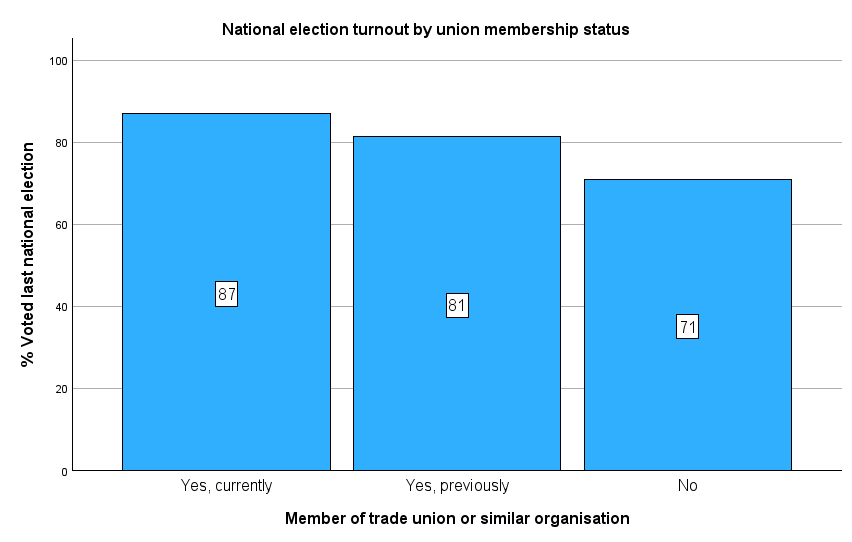 National election turnout by union membership status
% Voted last national election
100
80
60
40
20
0
87
81
71
Yes, currently
Yes, previously
No
Member of trade union or similar organisation